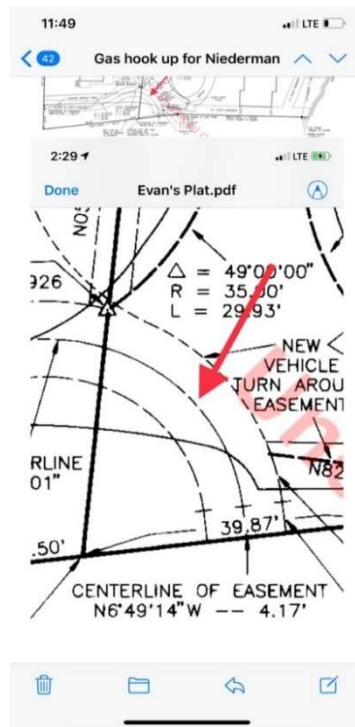 11:49
LTE
42
Gas hook up for Niederman
2:29
LTE
Done
Evan's Plat.pdf
926
Δ = 49°00'00"
R = 35.00'
L = 29.93'
NEW
VEHICLE
TURN AROU
EASEMENT
RLINE
01"
N82
39.87'
.50'
CENTERLINE OF EASEMENT
N6°49'14"W -- 4.17'